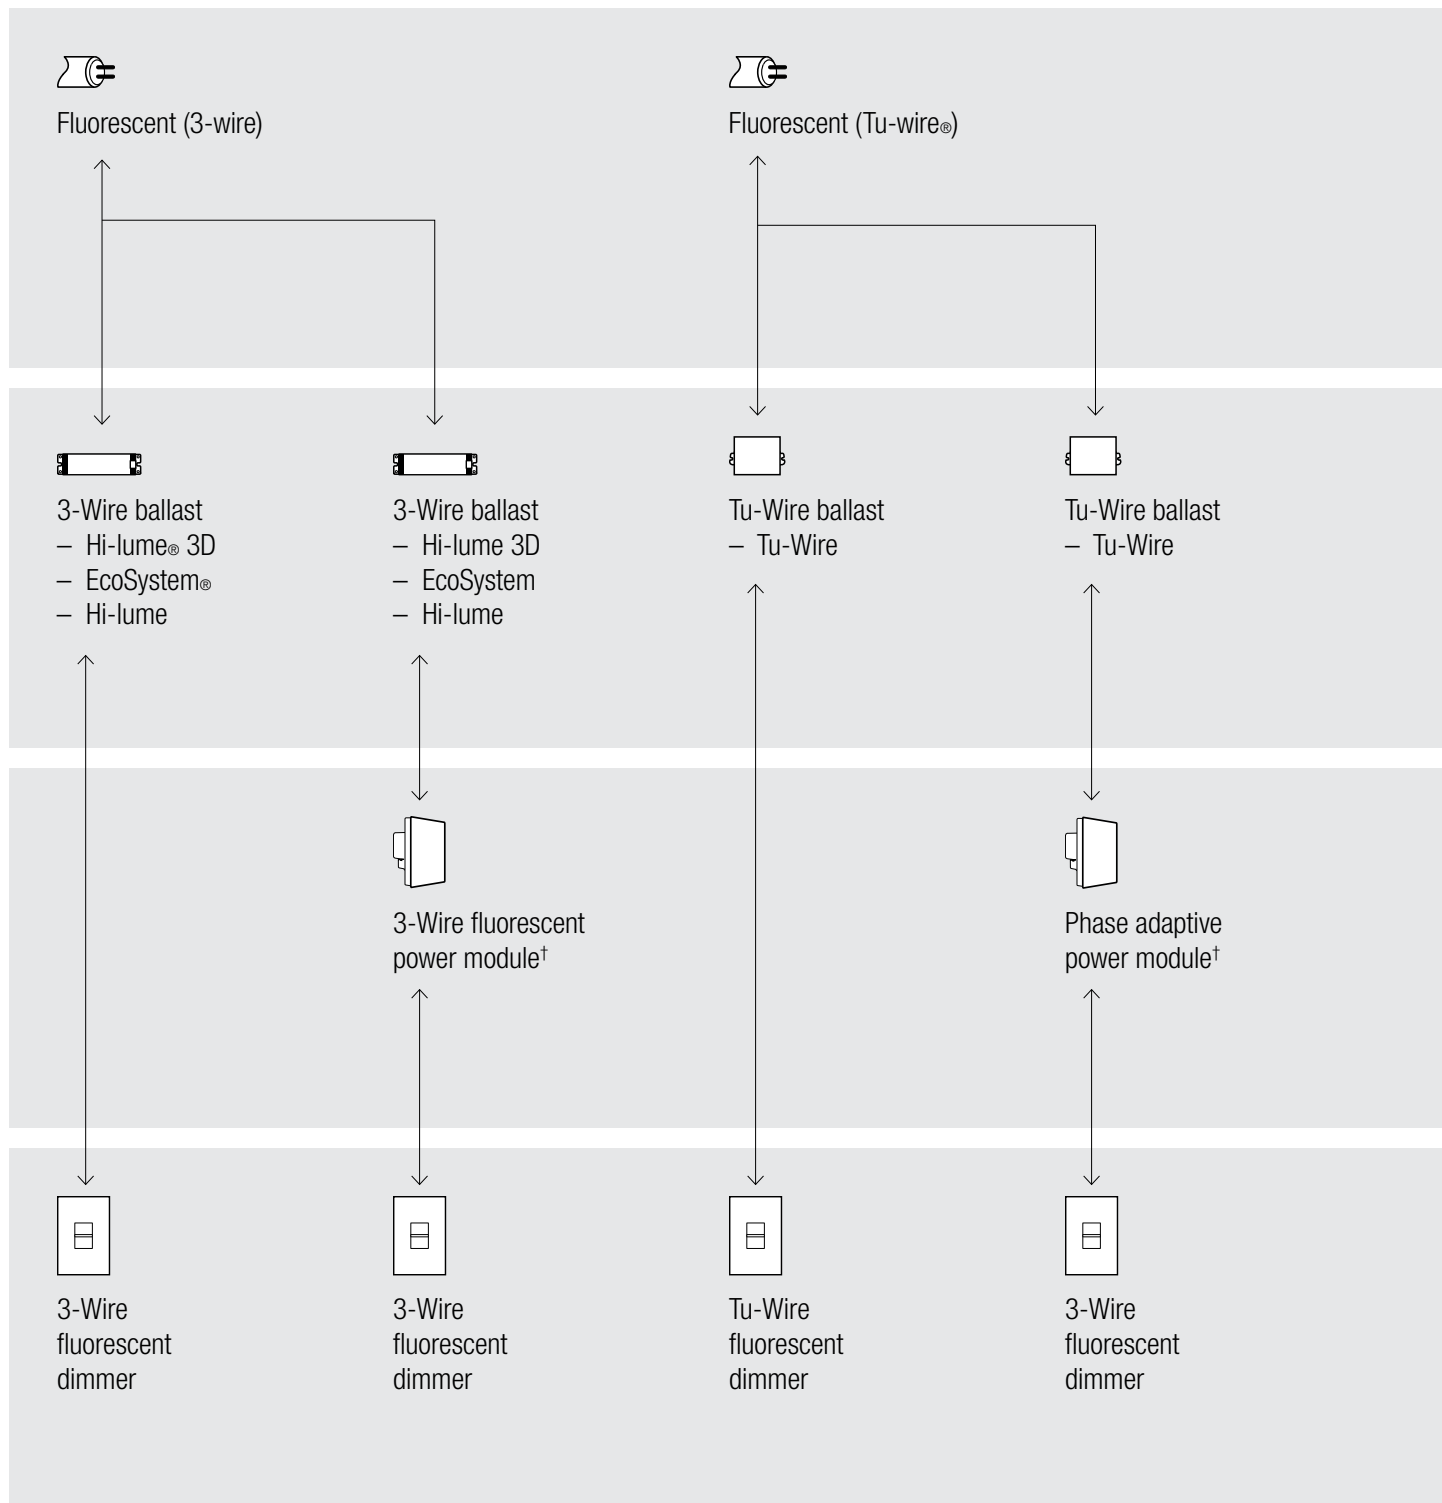 Fluorescent (3-wire)
Fluorescent (Tu-wire®)
3-Wire ballast
– Hi-lume® 3D
– EcoSystem®
– Hi-lume
3-Wire ballast
– Hi-lume 3D
– EcoSystem
– Hi-lume
Tu-Wire ballast
– Tu-Wire
Tu-Wire ballast
– Tu-Wire
3-Wire fluorescent
power module†
Phase adaptive
power module†
3-Wire
fluorescent
dimmer
3-Wire
fluorescent
dimmer
Tu-Wire
fluorescent
dimmer
3-Wire
fluorescent
dimmer